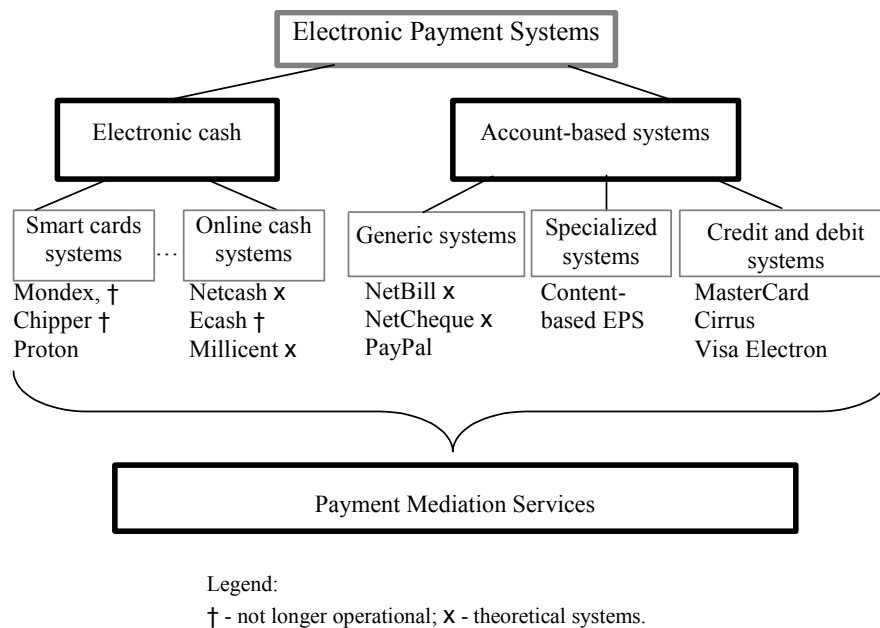 Electronic Payment Systems
Electronic cash
Account-based systems
Smart cards
systems
...
Online cash
systems
Generic systems
Specialized
systems
Credit and debit
systems
Mondex, †
Chipper †
Proton
Netcash x
Ecash †
Millicent x
NetBill x
NetCheque x
PayPal
Content-
based EPS
MasterCard
Cirrus
Visa Electron
Payment Mediation Services
Legend:
† - not longer operational; x - theoretical systems.